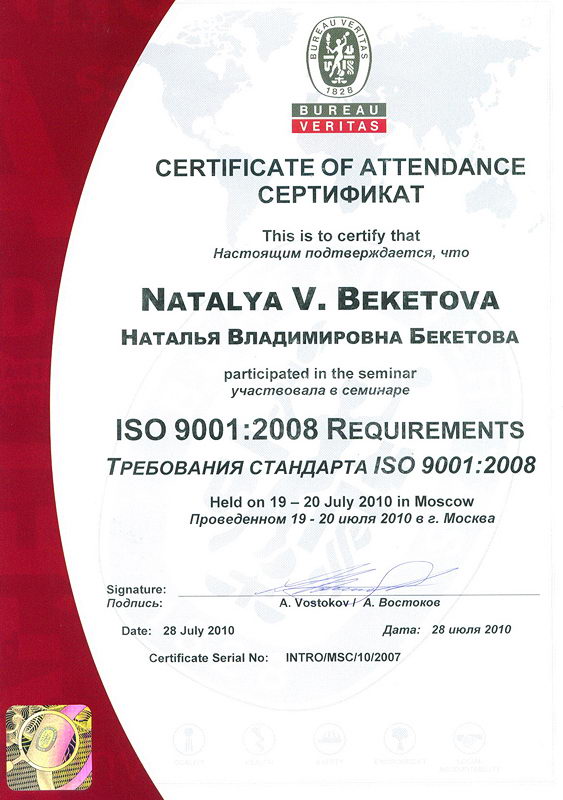 BUREAU VERITAS
1828
BUREAU
VERITAS
CERTIFICATE OF ATTENDANCE
СЕРТИФИКАТ
This is to certify that
Настоящим подтверждается, что
NATALYA V. BEKETOVA
НАТАЛЬЯ ВЛАДИМИРОВНА БЕКЕТОВА
participated in the seminar
участвовала в семинаре
ISO 9001:2008 REQUIREMENTS
ТРЕБОВАНИЯ СТАНДАРТА ISO 9001:2008
Held on 19 – 20 July 2010 in Moscow
Проведенном 19 - 20 июля 2010 в г. Москва
Signature:
Подпись:
A. Vostokov / А. Востоков
Date: 28 July 2010 Дата: 28 июля 2010
Certificate Serial No: INTRO/MSC/10/2007